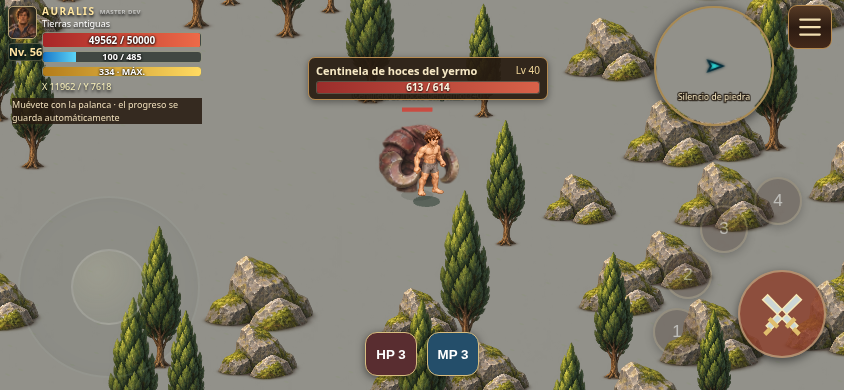 AURALIS MASTER DEV
Tierras antiguas
49562 / 50000
Nv. 56
100 / 485
334 · MÁX.
X 11962 / Y 7618
Muévete con la palanca · el progreso se
guarda automáticamente
Centinela de hoces del yermo Lv 40
613 / 614
Silencio de piedra
4
3
2
1
HP 3
MP 3